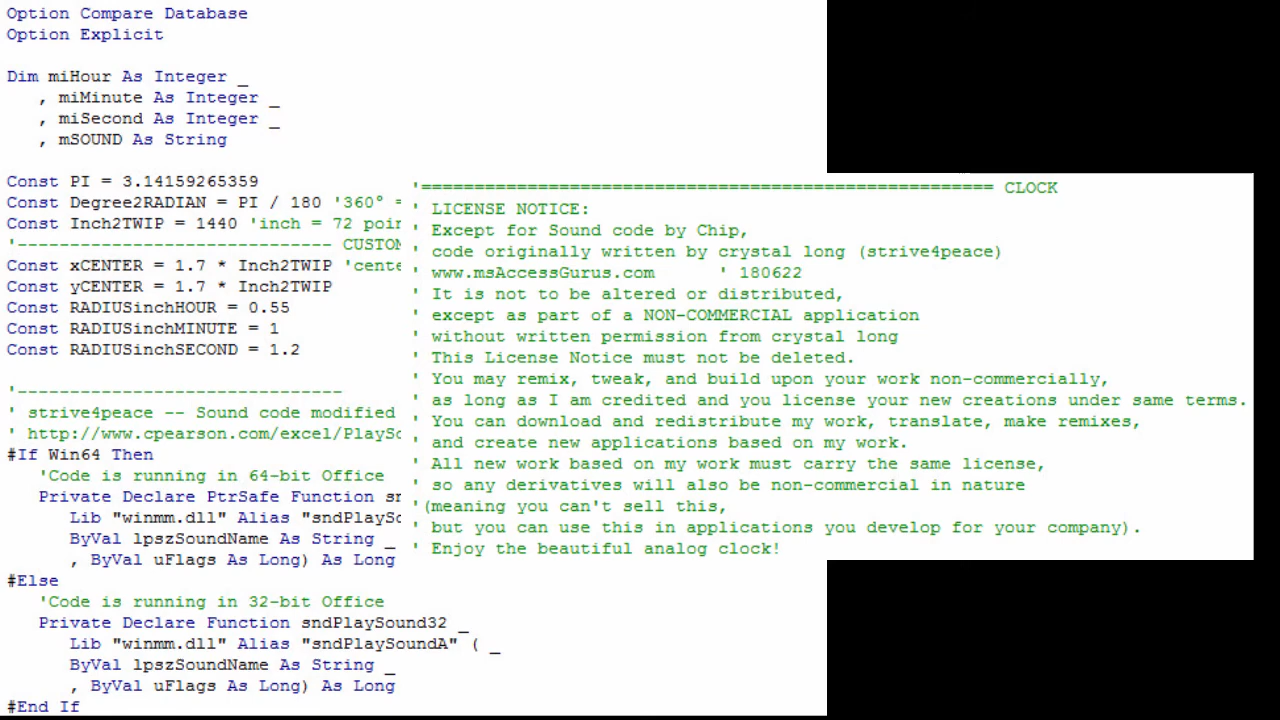 Option Compare Database
Option Explicit
Dim miHour As Integer _
, miMinute As Integer _
, miSecond As Integer _
, mSOUND As String
Const PI = 3.14159265359
Const Degree2RADIAN = PI / 180 '360° =
Const Inch2TWIP = 1440 'inch = 72 poin
'------------------------------ CUSTOM
Const xCENTER = 1.7 * Inch2TWIP 'cente
Const yCENTER = 1.7 * Inch2TWIP
Const RADIUSinchHOUR = 0.55
Const RADIUSinchMINUTE = 1
Const RADIUSinchSECOND = 1.2
'-------------------------------
' strive4peace -- Sound code modified
' http://www.cpearson.com/excel/PlaySo
#If Win64 Then
'Code is running in 64-bit Office
Private Declare PtrSafe Function sn
Lib "winmm.dll" Alias "sndPlaySo
ByVal lpszSoundName As String _
, ByVal uFlags As Long) As Long
#Else
'Code is running in 32-bit Office
Private Declare Function sndPlaySound32 _
Lib "winmm.dll" Alias "sndPlaySoundA" ( _
ByVal lpszSoundName As String _
, ByVal uFlags As Long) As Long
#End If
'======================================================= CLOCK
' LICENSE NOTICE:
' Except for Sound code by Chip,
' code originally written by crystal long (strive4peace)
' www.msAccessGurus.com ' 180622
' It is not to be altered or distributed,
' except as part of a NON-COMMERCIAL application
' without written permission from crystal long
' This License Notice must not be deleted.
' You may remix, tweak, and build upon your work non-commercially,
' as long as I am credited and you license your new creations under same terms.
' You can download and redistribute my work, translate, make remixes,
' and create new applications based on my work.
' All new work based on my work must carry the same license,
' so any derivatives will also be non-commercial in nature
'(meaning you can't sell this,
' but you can use this in applications you develop for your company).
' Enjoy the beautiful analog clock!